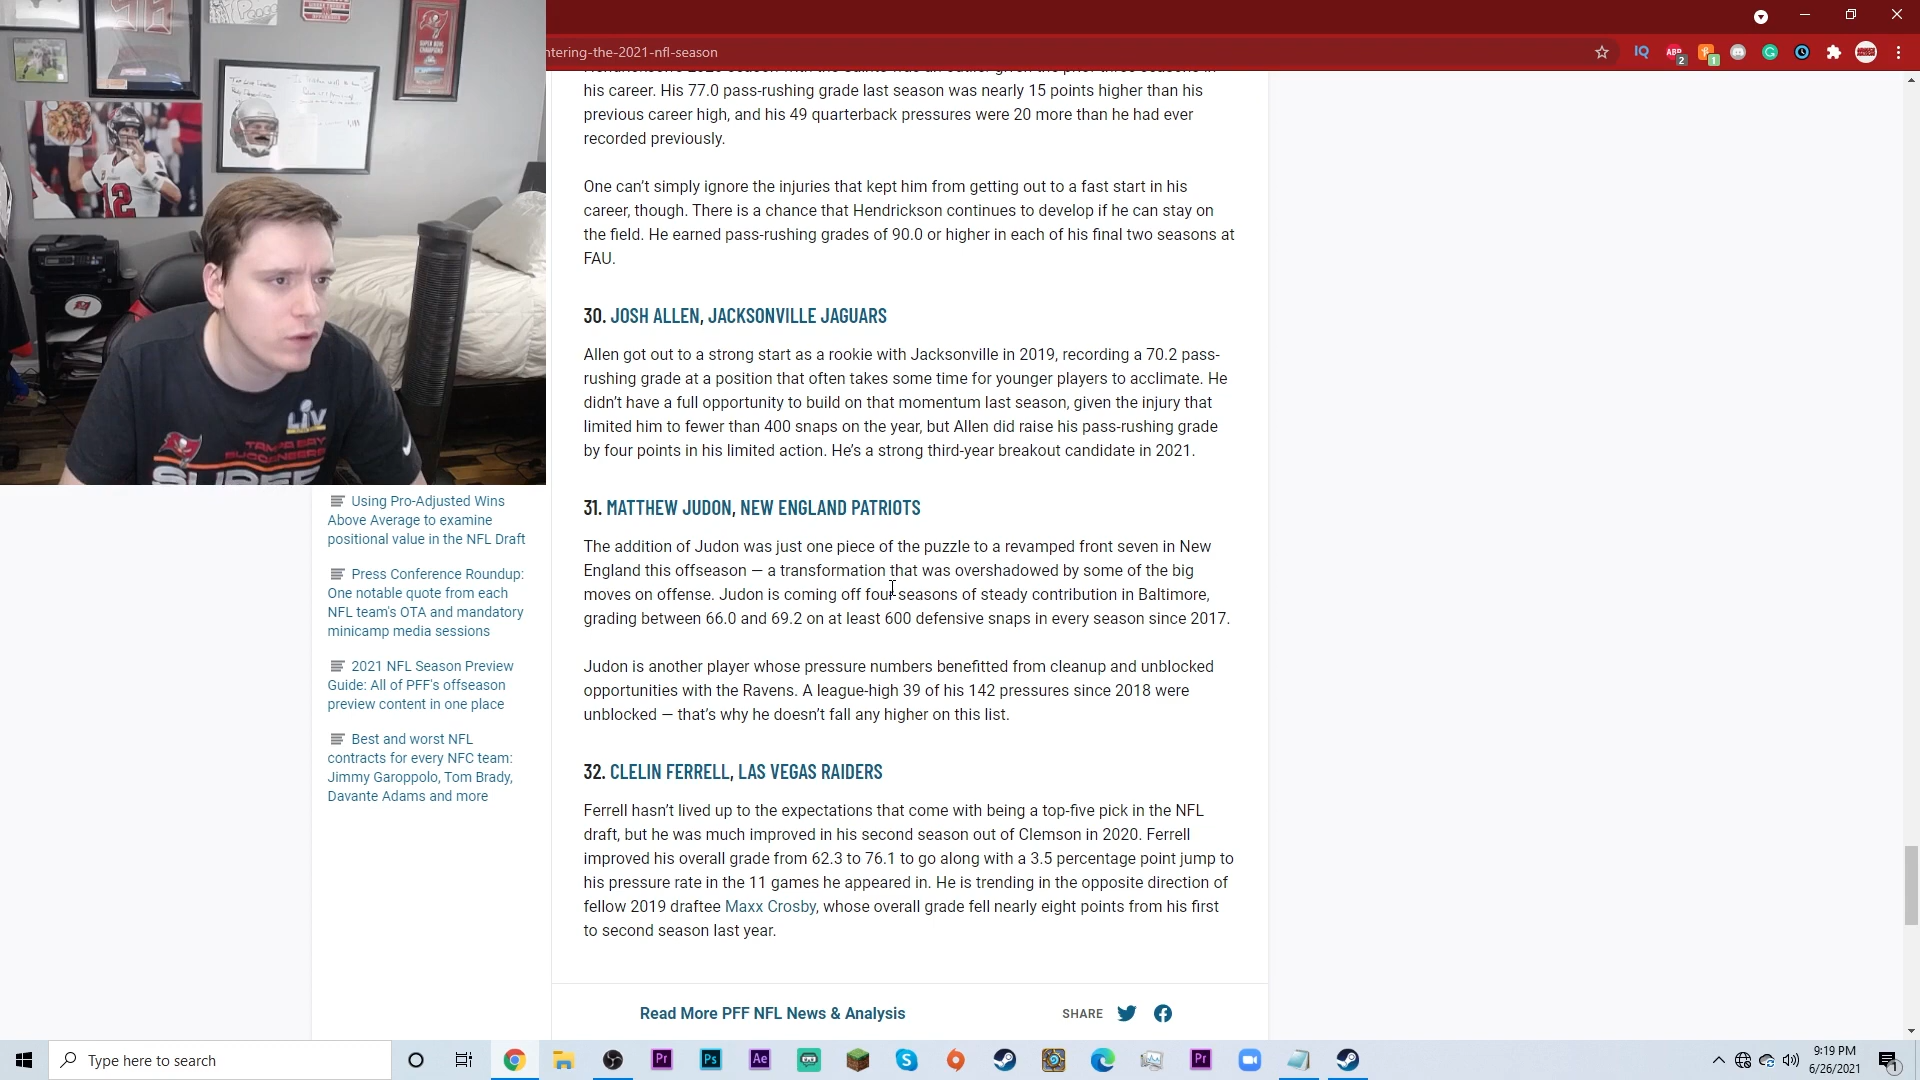 ntering-the-2021-nfl-season
his career. His 77.0 pass-rushing grade last season was nearly 15 points higher than his
previous career high, and his 49 quarterback pressures were 20 more than he had ever
recorded previously.
One can't simply ignore the injuries that kept him from getting out to a fast start in his
career, though. There is a chance that Hendrickson continues to develop if he can stay on
the field. He earned pass-rushing grades of 90.0 or higher in each of his final two seasons at
FAU.
30. JOSH ALLEN, JACKSONVILLE JAGUARS
Allen got out to a strong start as a rookie with Jacksonville in 2019, recording a 70.2 pass-
rushing grade at a position that often takes some time for younger players to acclimate. He
didn't have a full opportunity to build on that momentum last season, given the injury that
limited him to fewer than 400 snaps on the year, but Allen did raise his pass-rushing grade
by four points in his limited action. He's a strong third-year breakout candidate in 2021.
31. MATTHEW JUDON, NEW ENGLAND PATRIOTS
The addition of Judon was just one piece of the puzzle to a revamped front seven in New
England this offseason — a transformation that was overshadowed by some of the big
moves on offense. Judon is coming off four seasons of steady contribution in Baltimore,
grading between 66.0 and 69.2 on at least 600 defensive snaps in every season since 2017.
Judon is another player whose pressure numbers benefitted from cleanup and unblocked
opportunities with the Ravens. A league-high 39 of his 142 pressures since 2018 were
unblocked — that's why he doesn't fall any higher on this list.
32. CLELIN FERRELL, LAS VEGAS RAIDERS
Ferrell hasn't lived up to the expectations that come with being a top-five pick in the NFL
draft, but he was much improved in his second season out of Clemson in 2020. Ferrell
improved his overall grade from 62.3 to 76.1 to go along with a 3.5 percentage point jump to
his pressure rate in the 11 games he appeared in. He is trending in the opposite direction of
fellow 2019 draftee Maxx Crosby, whose overall grade fell nearly eight points from his first
to second season last year.
Read More PFF NFL News & Analysis
SHARE
Using Pro-Adjusted Wins
Above Average to examine
positional value in the NFL Draft
Press Conference Roundup:
One notable quote from each
NFL team's OTA and mandatory
minicamp media sessions
2021 NFL Season Preview
Guide: All of PFF's offseason
preview content in one place
Best and worst NFL
contracts for every NFC team:
Jimmy Garoppolo, Tom Brady,
Davante Adams and more
12
LIV
TAMPA BAY
BUCCANEERS
SUPER
IQ
ABP
2
1
Type here to search
Pr
Ps
Ae
Pr
9:19 PM
6/26/2021
1